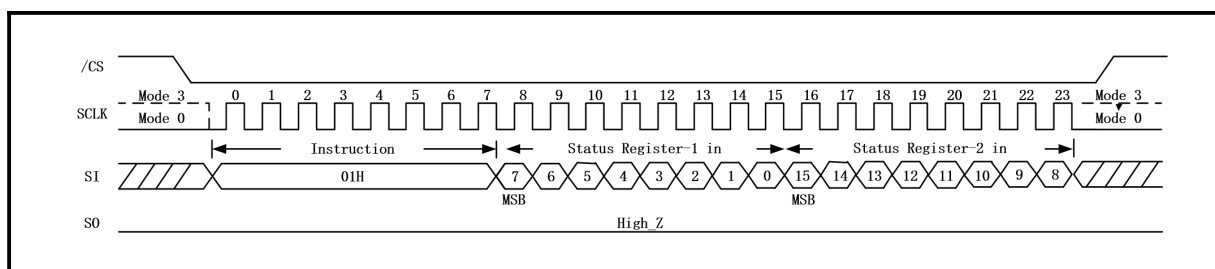 /CS
Mode 3 0 1 2 3 4 5 6 7 8 9 10 11 12 13 14 15 16 17 18 19 20 21 22 23 Mode 3
SCLK
Mode 0 Mode 0
Instruction Status Register-1 in Status Register-2 in
SI 01H 7 6 5 4 3 2 1 0 15 14 13 12 11 10 9 8
MSB MSB
SO High_Z